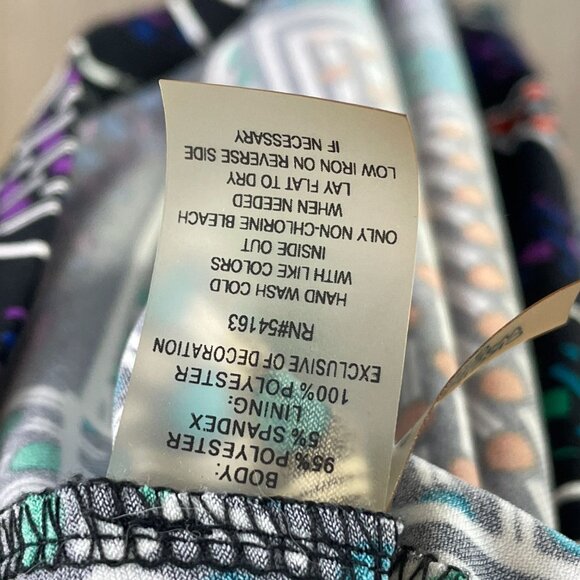 BODY:
95% POLYESTER
5% SPANDEX
LINING:
100% POLYESTER
EXCLUSIVE OF DECORATION
RN#54163
HAND WASH COLD
WITH LIKE COLORS
INSIDE OUT
ONLY NON-CHLORINE BLEACH
WHEN NEEDED
LAY FLAT TO DRY
LOW IRON ON REVERSE SIDE
IF NECESSARY